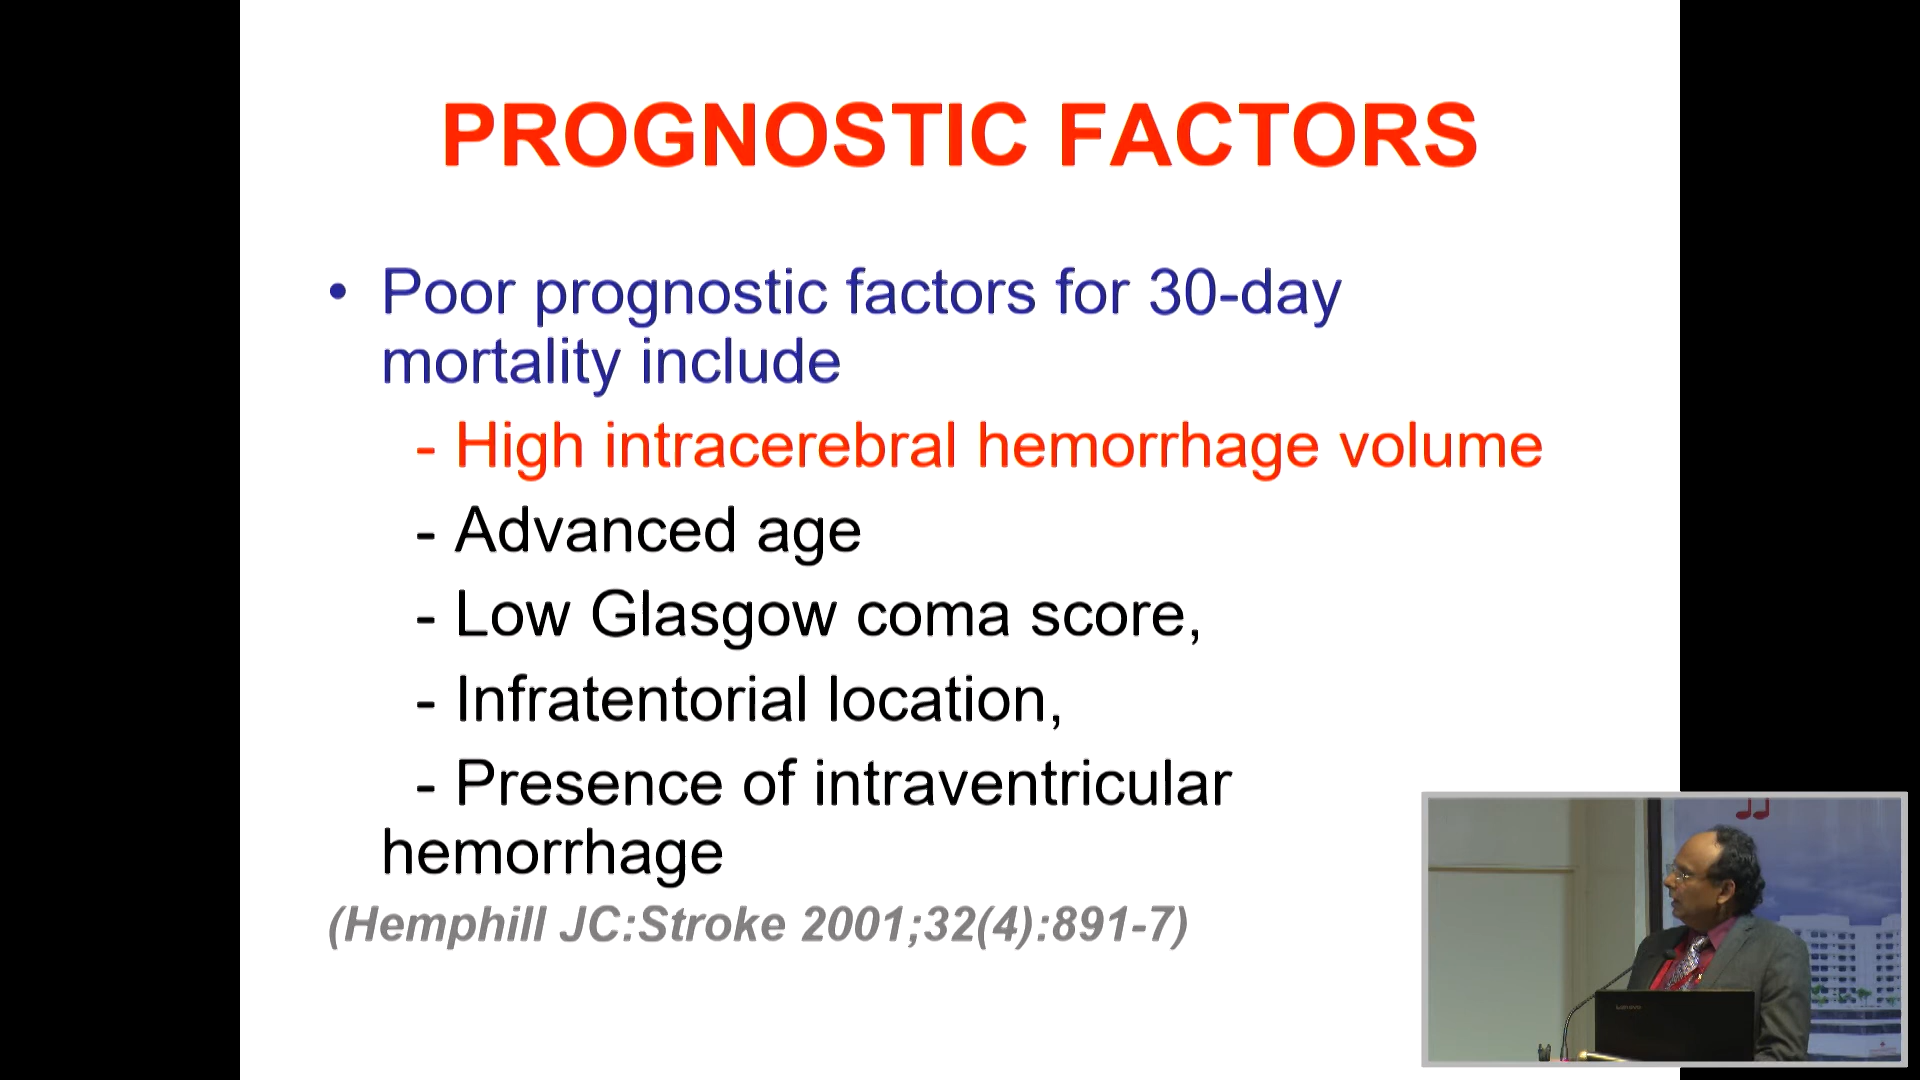 PROGNOSTIC FACTORS
• Poor prognostic factors for 30-day
mortality include
- High intracerebral hemorrhage volume
- Advanced age
- Low Glasgow coma score,
- Infratentorial location,
- Presence of intraventricular
hemorrhage
(Hemphill JC:Stroke 2001;32(4):891-7)
Lenovo